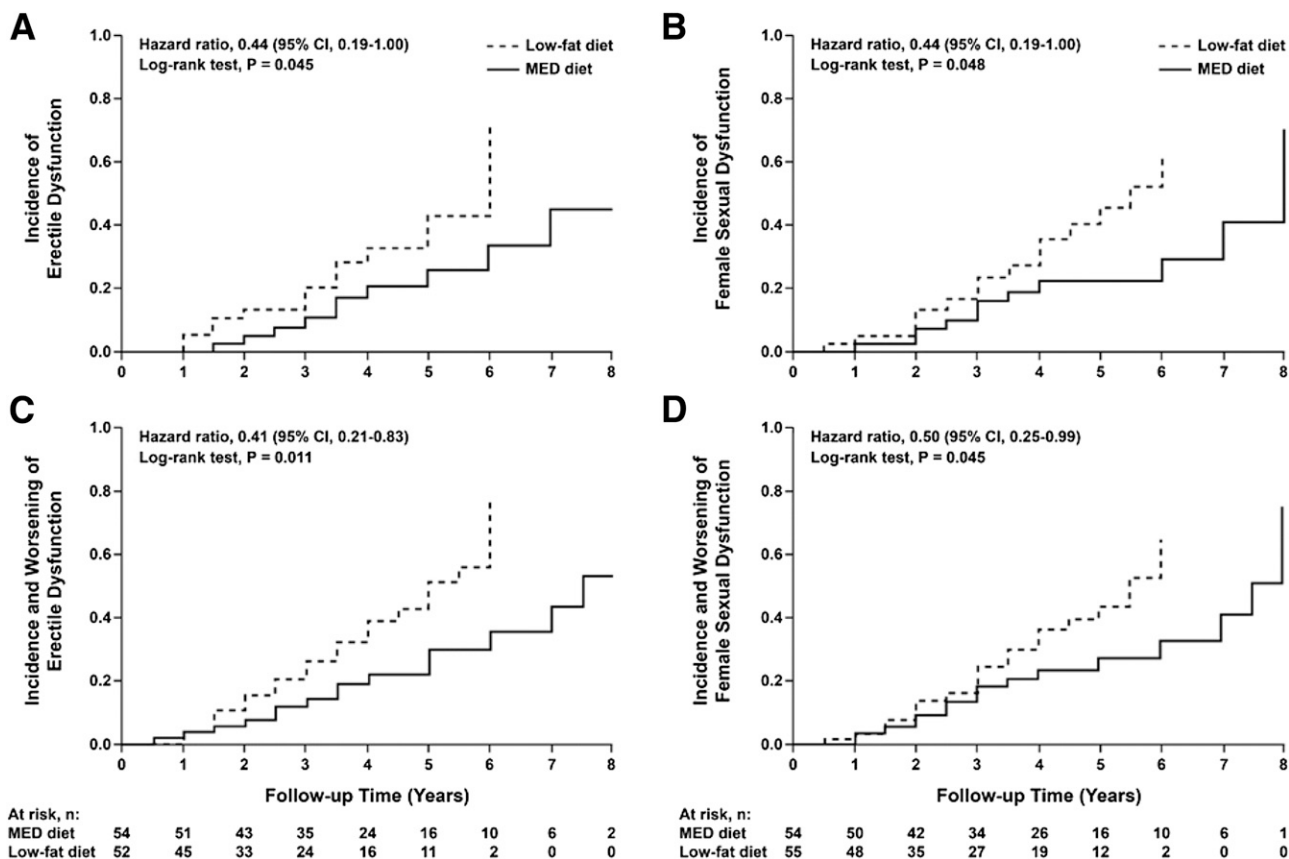 A
Hazard ratio, 0.44 (95% CI, 0.19-1.00)
Log-rank test, P = 0.045
Low-fat diet
MED diet
Incidence of
Erectile Dysfunction
1.0
0.8
0.6
0.4
0.2
0.0
0 1 2 3 4 5 6 7 8
B
Hazard ratio, 0.44 (95% CI, 0.19-1.00)
Log-rank test, P = 0.048
Low-fat diet
MED diet
Incidence of
Female Sexual Dysfunction
1.0
0.8
0.6
0.4
0.2
0.0
0 1 2 3 4 5 6 7 8
C
Hazard ratio, 0.41 (95% CI, 0.21-0.83)
Log-rank test, P = 0.011
Incidence and Worsening of
Erectile Dysfunction
1.0
0.8
0.6
0.4
0.2
0.0
0 1 2 3 4 5 6 7 8
Follow-up Time (Years)
At risk, n:
MED diet 54 51 43 35 24 16 10 6 2
Low-fat diet 52 45 33 24 16 11 2 0 0
D
Hazard ratio, 0.50 (95% CI, 0.25-0.99)
Log-rank test, P = 0.045
Incidence and Worsening of
Female Sexual Dysfunction
1.0
0.8
0.6
0.4
0.2
0.0
0 1 2 3 4 5 6 7 8
Follow-up Time (Years)
At risk, n:
MED diet 54 50 42 34 26 16 10 6 1
Low-fat diet 55 48 35 27 19 12 2 0 0